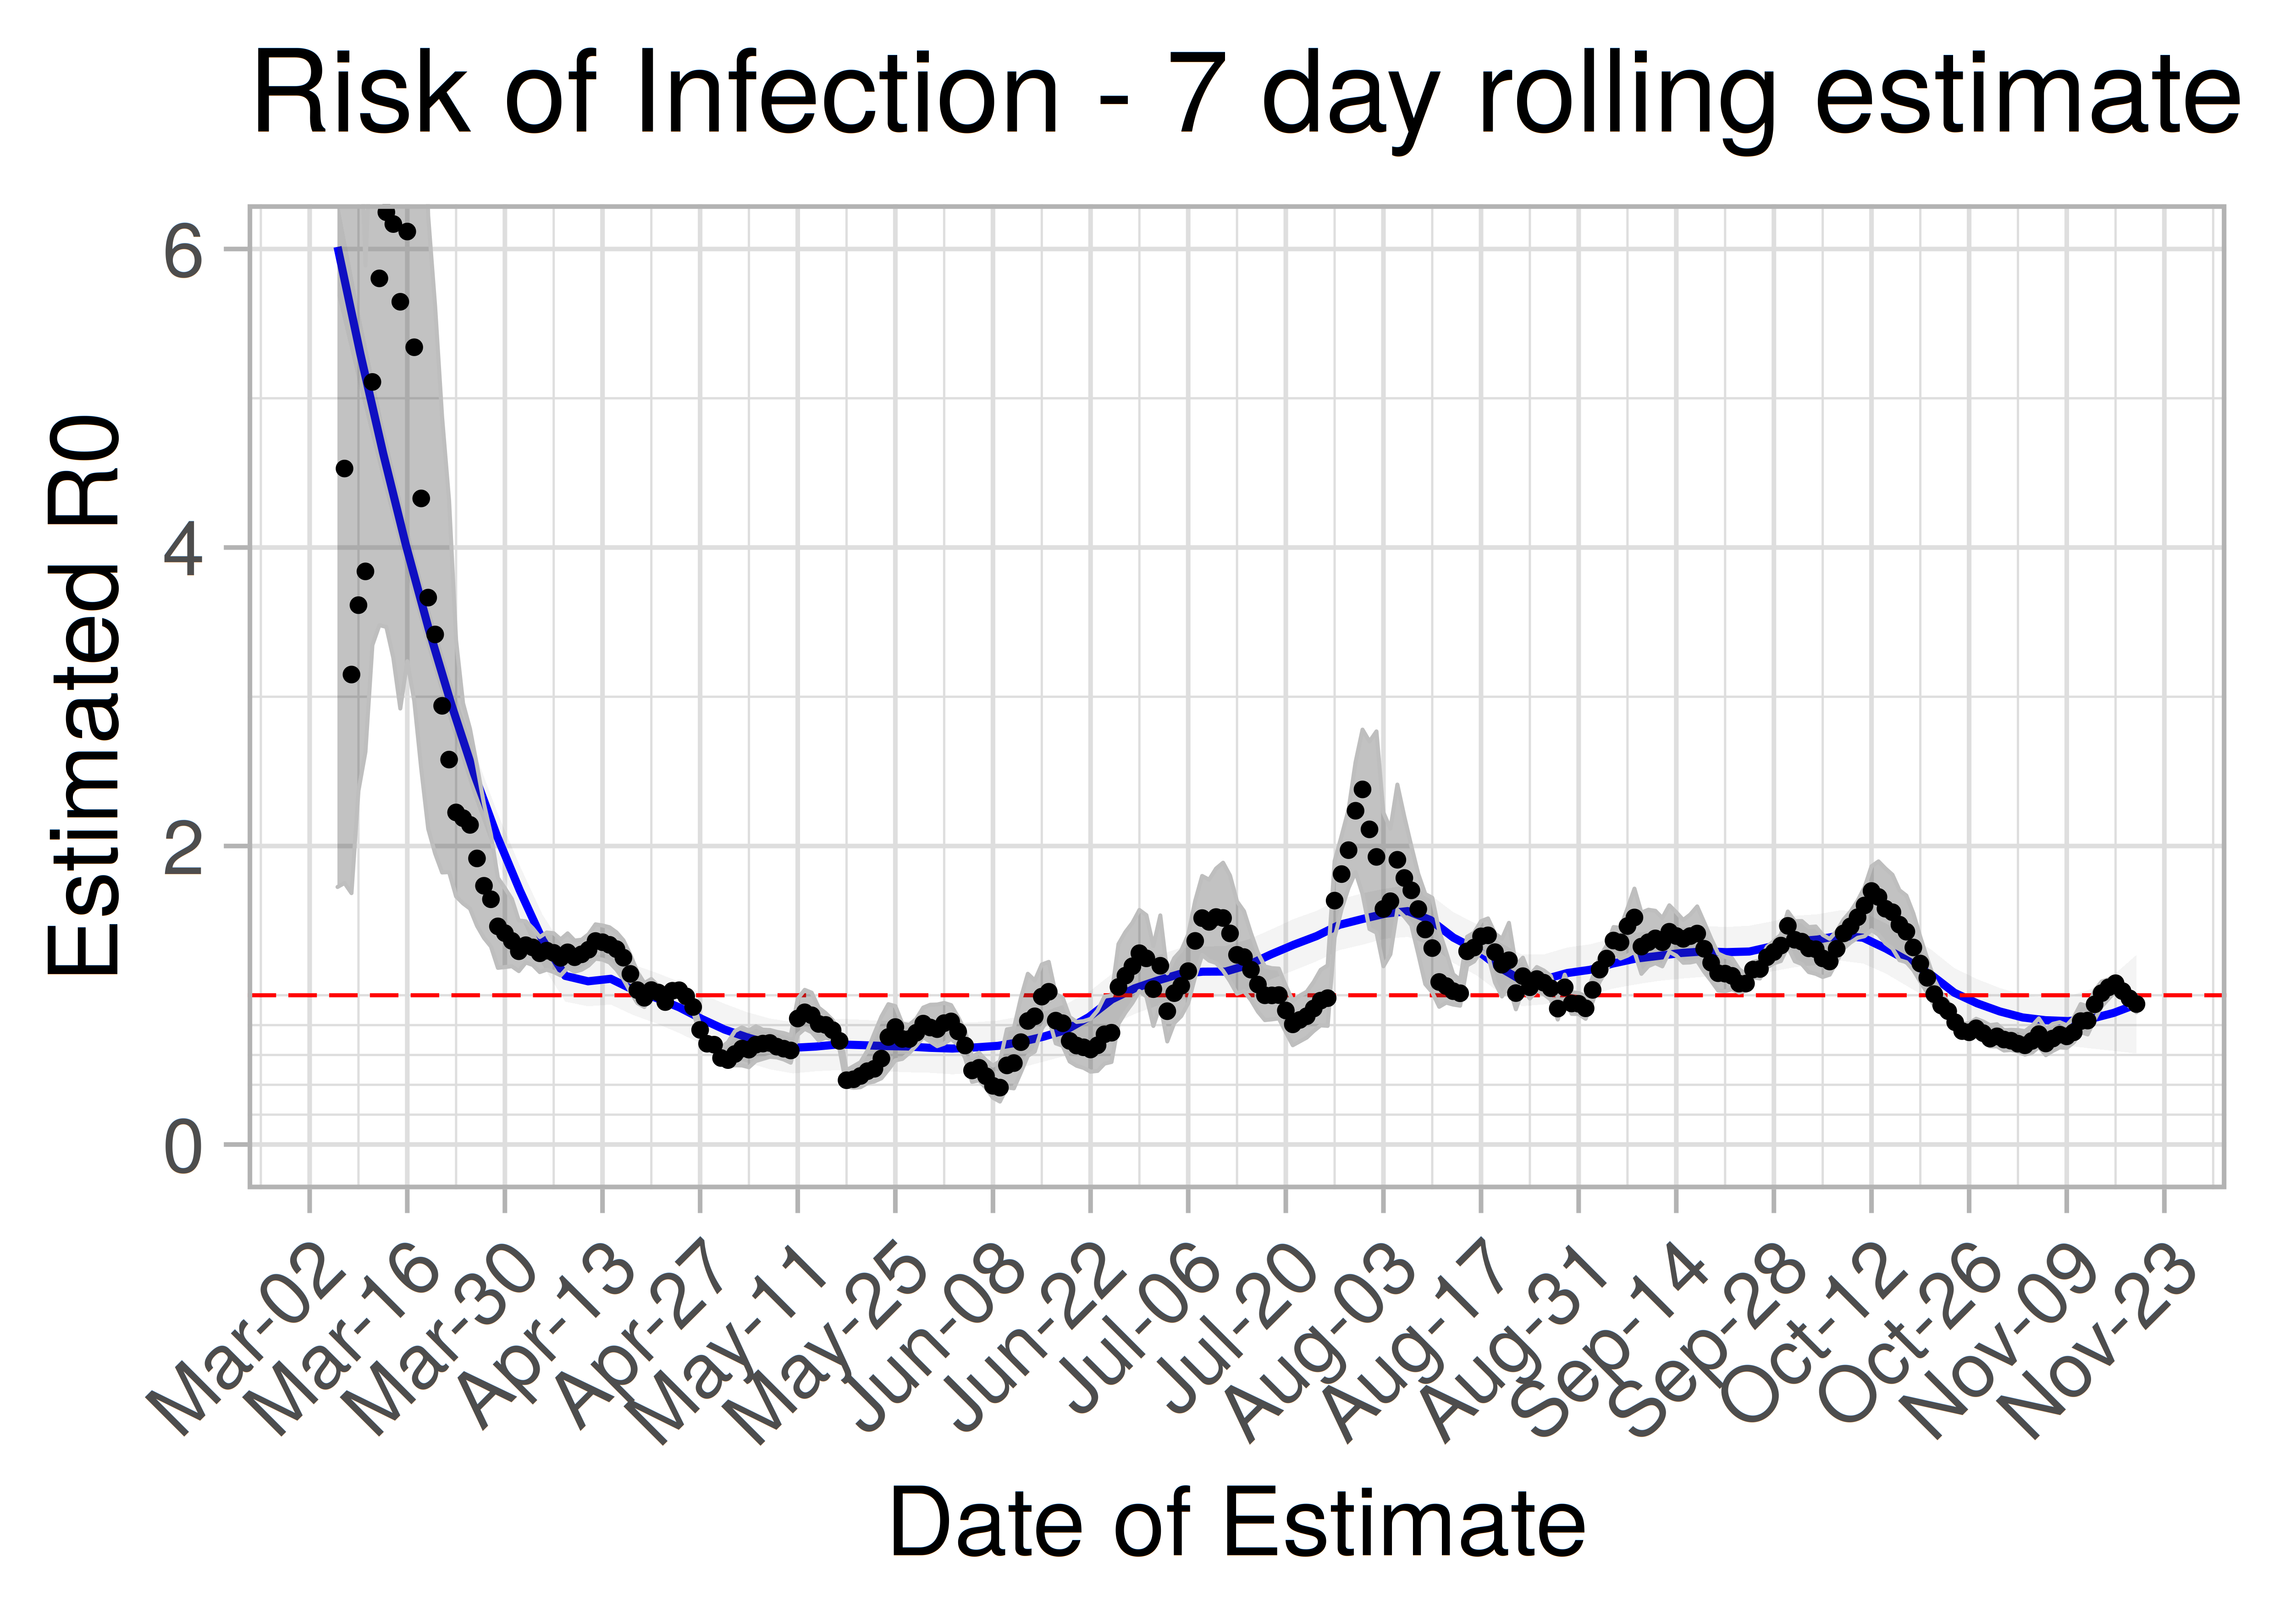 Risk of Infection - 7 day rolling estimate
Estimated R0
6
4
2
0
Mar-02
Mar-16
Mar-30
Apr-13
Apr-27
May-11
May-25
Jun-08
Jun-22
Jul-06
Jul-20
Aug-03
Aug-17
Aug-31
Sep-14
Sep-28
Oct-12
Oct-26
Nov-09
Nov-23
Date of Estimate